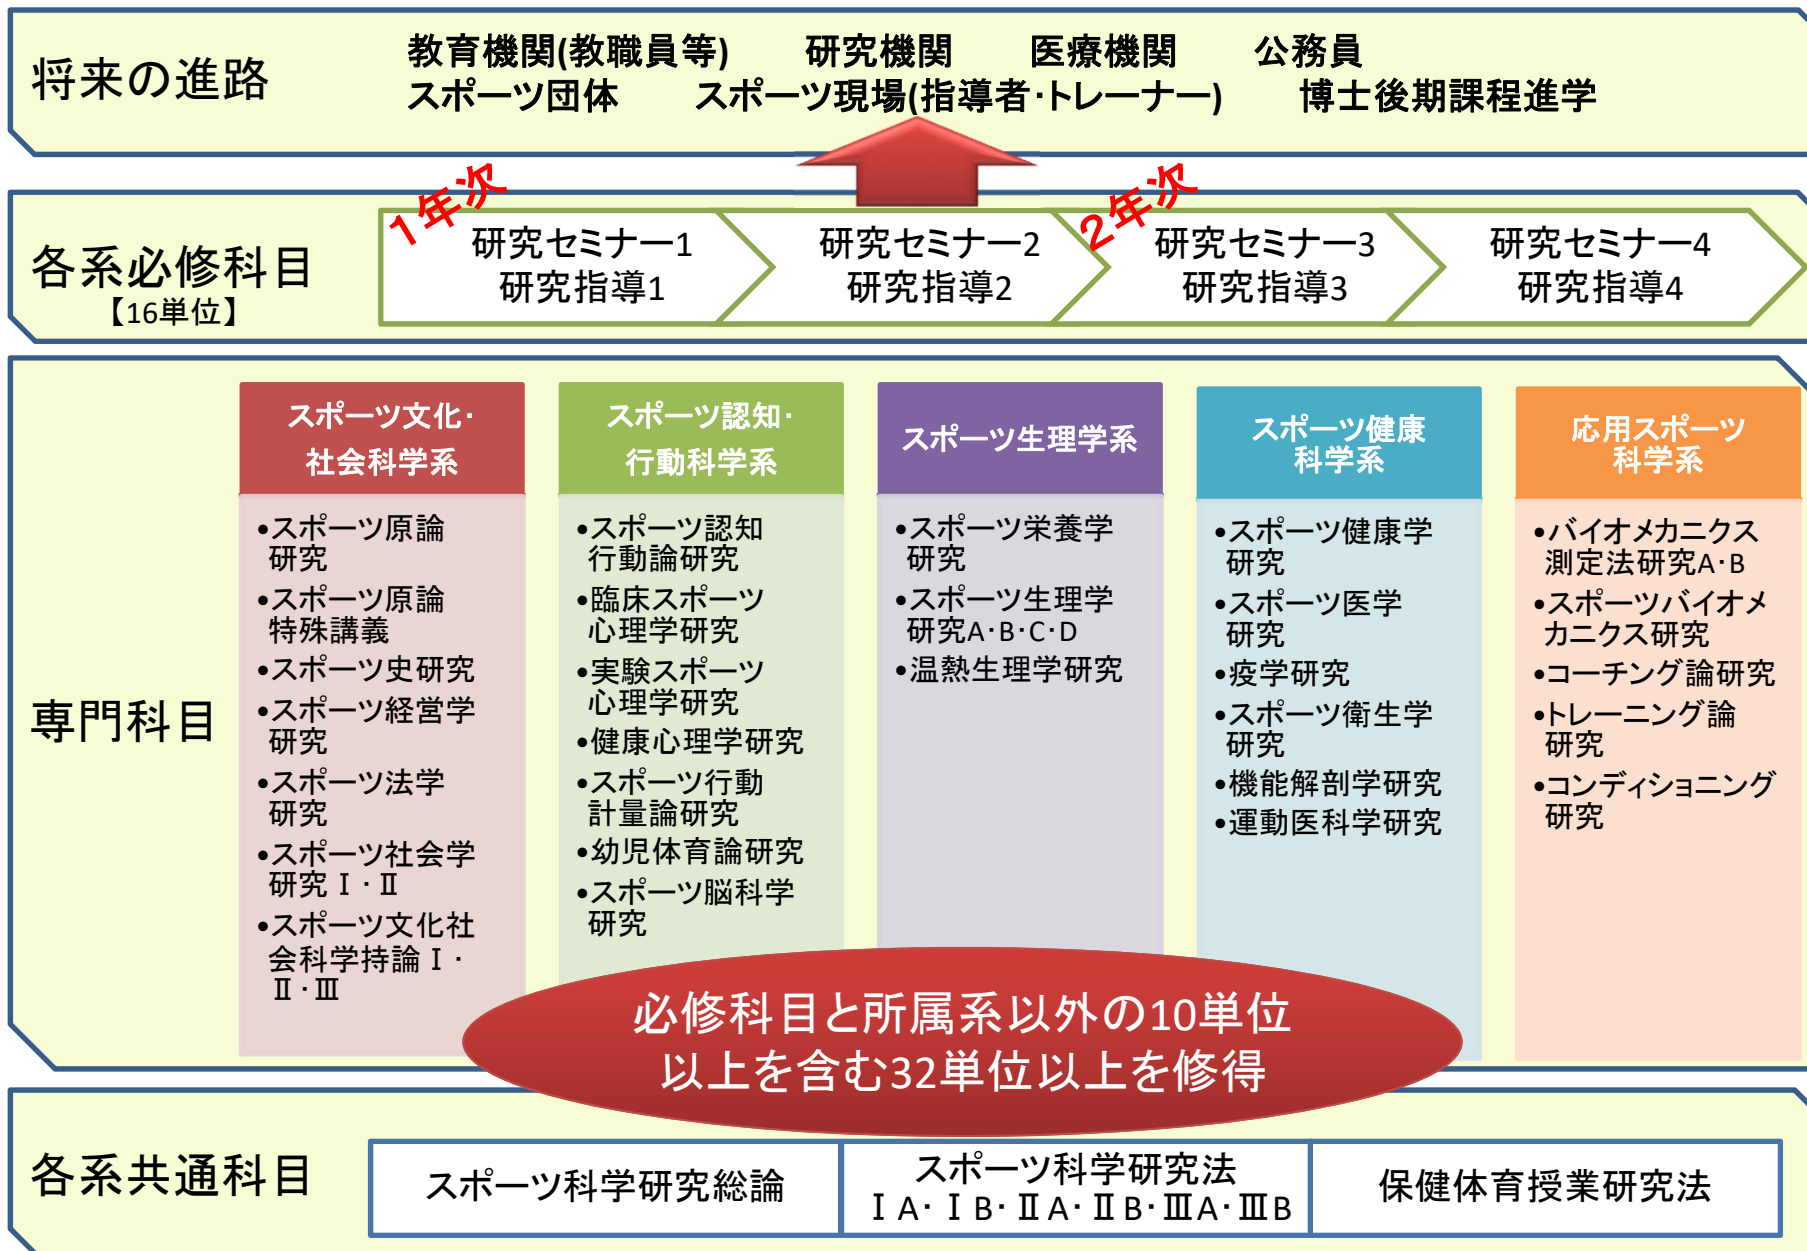 将来の進路
教育機関(教職員等) 研究機関 医療機関 公務員
スポーツ団体 スポーツ現場(指導者・トレーナー) 博士後期課程進学
各系必修科目
【16単位】
1年次
研究セミナー1
研究指導1
研究セミナー2
研究指導2
2年次
研究セミナー3
研究指導3
研究セミナー4
研究指導4
専門科目
スポーツ文化・
社会科学系
•スポーツ原論
研究
•スポーツ原論
特殊講義
•スポーツ史研究
•スポーツ経営学
研究
•スポーツ法学
研究
•スポーツ社会学
研究Ⅰ・Ⅱ
•スポーツ文化社
会科学持論Ⅰ・
Ⅱ・Ⅲ
スポーツ認知・
行動科学系
•スポーツ認知
行動論研究
•臨床スポーツ
心理学研究
•実験スポーツ
心理学研究
•健康心理学研究
•スポーツ行動
計量論研究
•幼児体育論研究
•スポーツ脳科学
研究
スポーツ生理学系
•スポーツ栄養学
研究
•スポーツ生理学
研究A・B・C・D
•温熱生理学研究
スポーツ健康
科学系
•スポーツ健康学
研究
•スポーツ医学
研究
•疫学研究
•スポーツ衛生学
研究
•機能解剖学研究
•運動医科学研究
応用スポーツ
科学系
•バイオメカニクス
測定法研究A・B
•スポーツバイオメ
カニクス研究
•コーチング論研究
•トレーニング論
研究
•コンディショニング
研究
必修科目と所属系以外の10単位
以上を含む32単位以上を修得
各系共通科目
スポーツ科学研究総論
スポーツ科学研究法
ⅠA・ⅠB・ⅡA・ⅡB・ⅢA・ⅢB
保健体育授業研究法